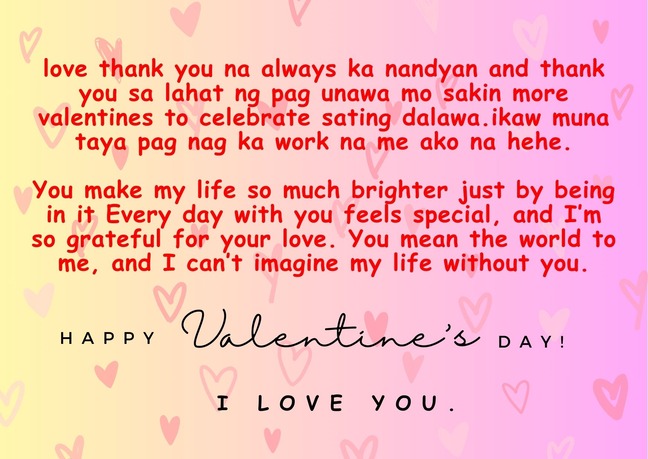 love thank you na always ka nandyan and thank
you sa lahat ng pag unawa mo sakin more
valentines to celebrate sating dalawa.ikaw muna
taya pag nag ka work na me ako na hehe.
You make my life so much brighter just by being
in it Every day with you feels special, and I'm
so grateful for your love. You mean the world to
me, and I can't imagine my life without you.
HAPPY Valentine's DAY!
I LOVE YOU.